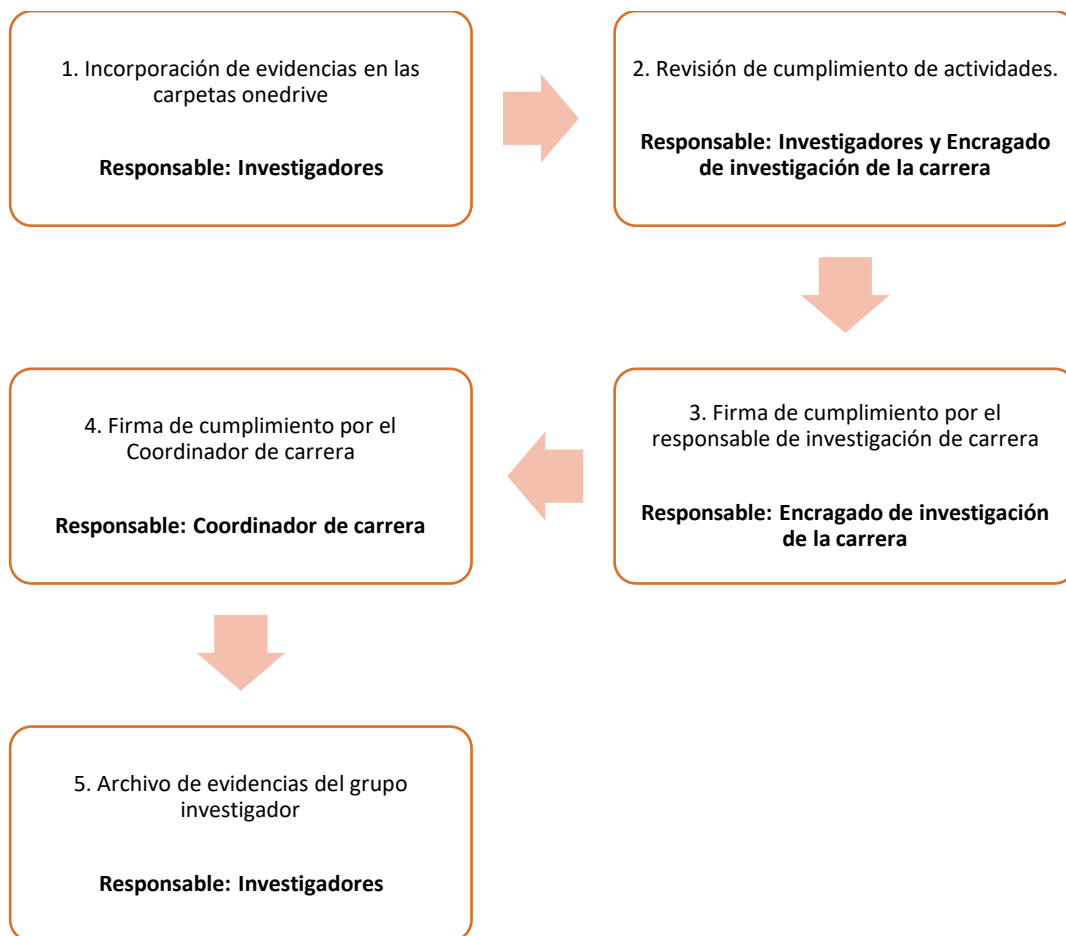 1. Incorporación de evidencias en las
carpetas onedrive
Responsable: Investigadores
2. Revisión de cumplimiento de actividades.
Responsable: Investigadores y Encragado
de investigación de la carrera
3. Firma de cumplimiento por el
responsable de investigación de carrera
Responsable: Encragado de investigación
de la carrera
4. Firma de cumplimiento por el
Coordinador de carrera
Responsable: Coordinador de carrera
5. Archivo de evidencias del grupo
investigador
Responsable: Investigadores